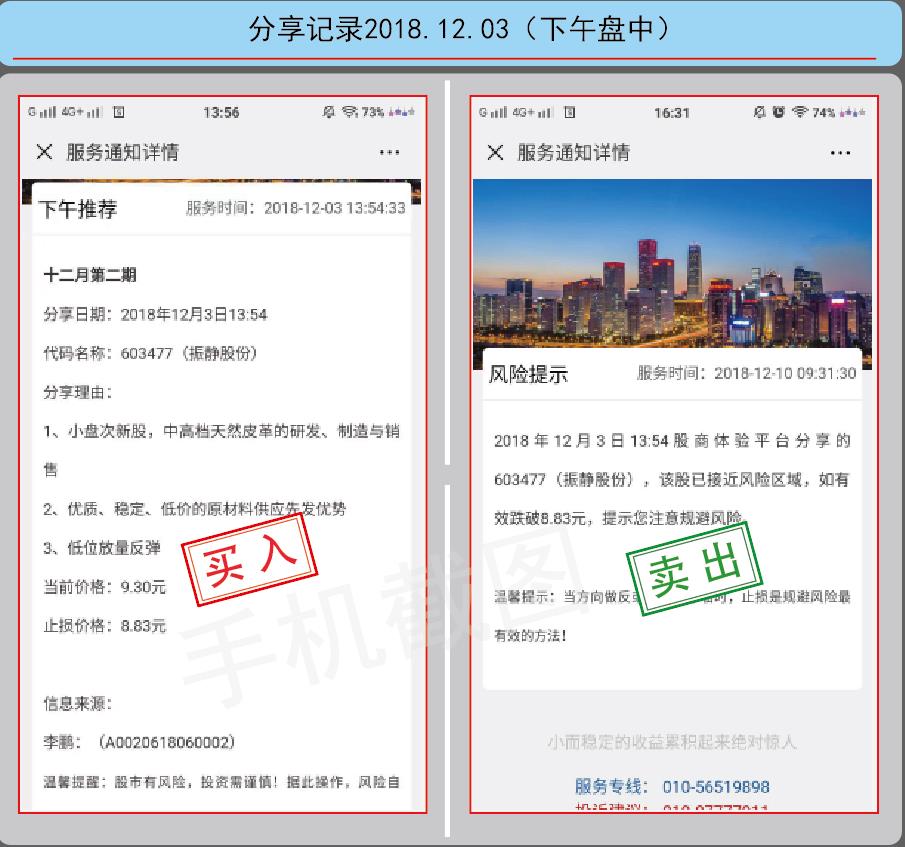 分享记录2018.12.03（下午盘中）
G 4G+ 13:56 73%
服务通知详情
下午推荐 服务时间：2018-12-03 13:54:33
十二月第二期
分享日期：2018年12月3日13:54
代码名称：603477（振静股份）
分享理由：
1、小盘次新股，中高档天然皮革的研发、制造与销
售
2、优质、稳定、低价的原材料供应先发优势
3、低位放量反弹
买入
当前价格：9.30元
止损价格：8.83元
手机截图
信息来源：
李鹏：（A0020618060002）
温馨提醒：股市有风险，投资需谨慎！据此操作，风险自
G 4G+ 16:31 74%
服务通知详情
风险提示 服务时间：2018-12-10 09:31:30
2018年12月3日13:54股商体验平台分享的
603477（振静股份），该股已接近风险区域，如有
效跌破8.83元，提示您注意规避风险。
卖出
温馨提示：当方向做反 时，止损是规避风险最
有效的方法！
小而稳定的收益累积起来绝对惊人
服务专线： 010-56519898